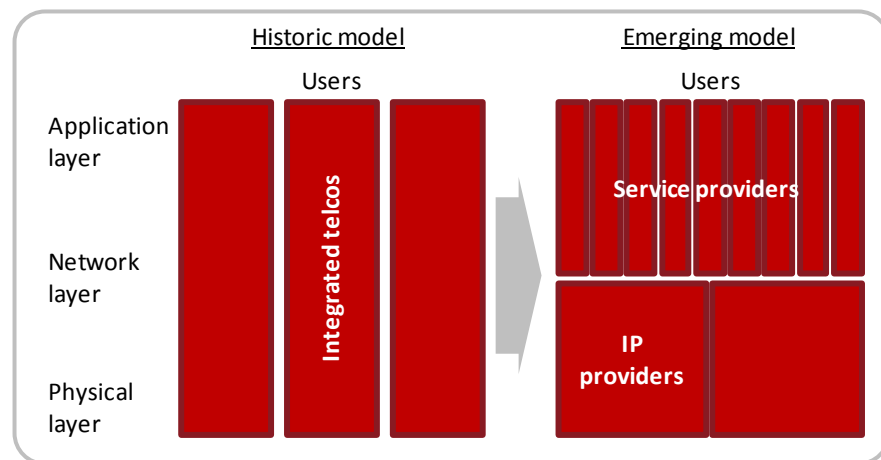 Historic model
Emerging model
Users
Users
Application
layer
Network
layer
Physical
layer
Integrated telcos
Service providers
IP
providers